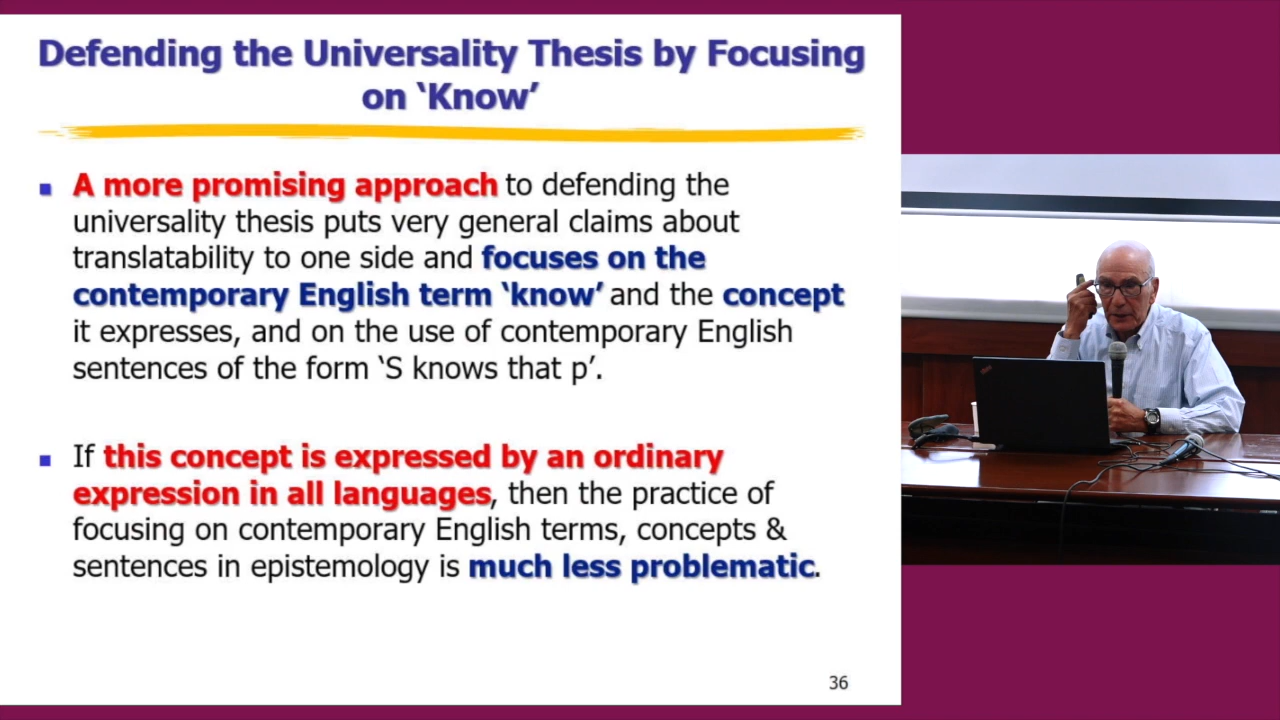 Defending the Universality Thesis by Focusing
on ‘Know’
A more promising approach to defending the
universality thesis puts very general claims about
translatability to one side and focuses on the
contemporary English term ‘know’ and the concept
it expresses, and on the use of contemporary English
sentences of the form ‘S knows that p’.
If this concept is expressed by an ordinary
expression in all languages, then the practice of
focusing on contemporary English terms, concepts &
sentences in epistemology is much less problematic.
36